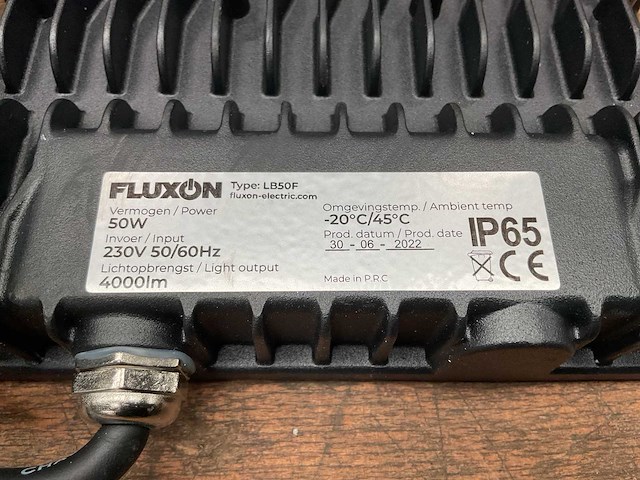 FLUXON Type: LB50F
fluxon-electric.com
Vermogen / Power
50W
Invoer / Input
230V 50/60Hz
Lichtopbrengst / Light output
4000lm
Omgevingstemp. / Ambient temp
-20°C/45°C
Prod. datum / Prod. date
30 - 06 - 2022
Made in P.R.C
IP65
CE